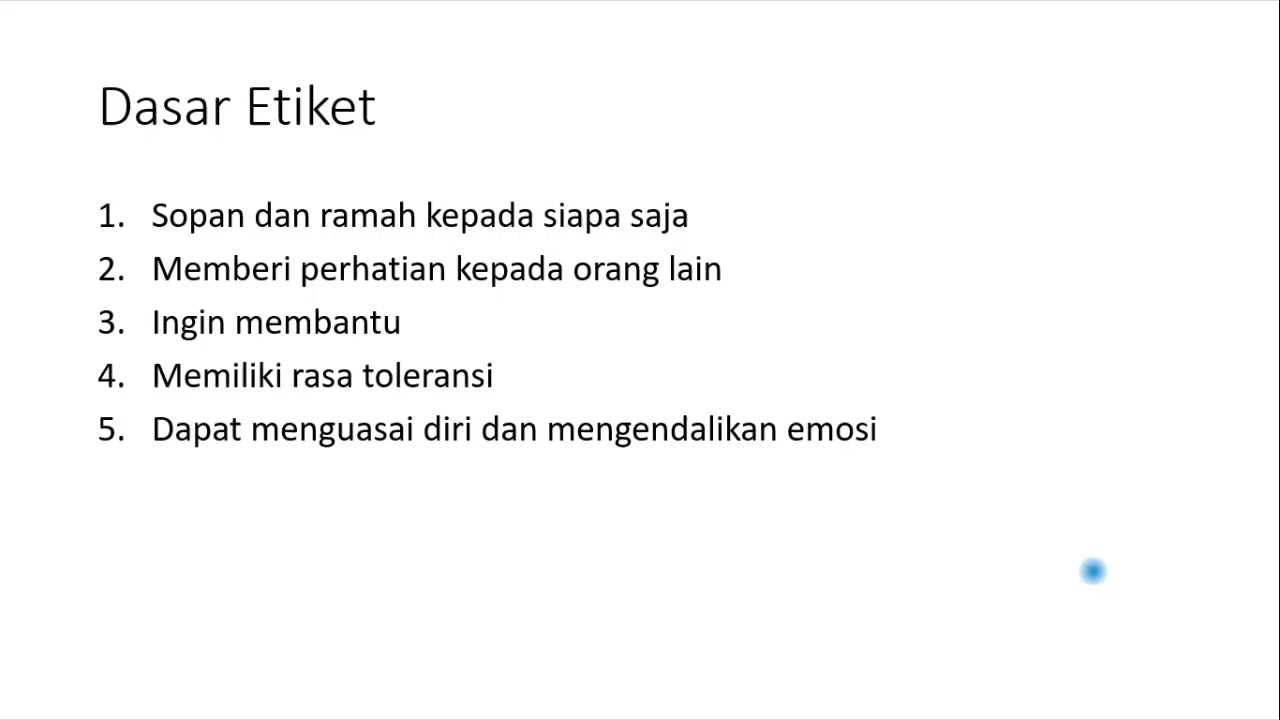 Dasar Etiket
1. Sopan dan ramah kepada siapa saja
2. Memberi perhatian kepada orang lain
3. Ingin membantu
4. Memiliki rasa toleransi
5. Dapat menguasai diri dan mengendalikan emosi